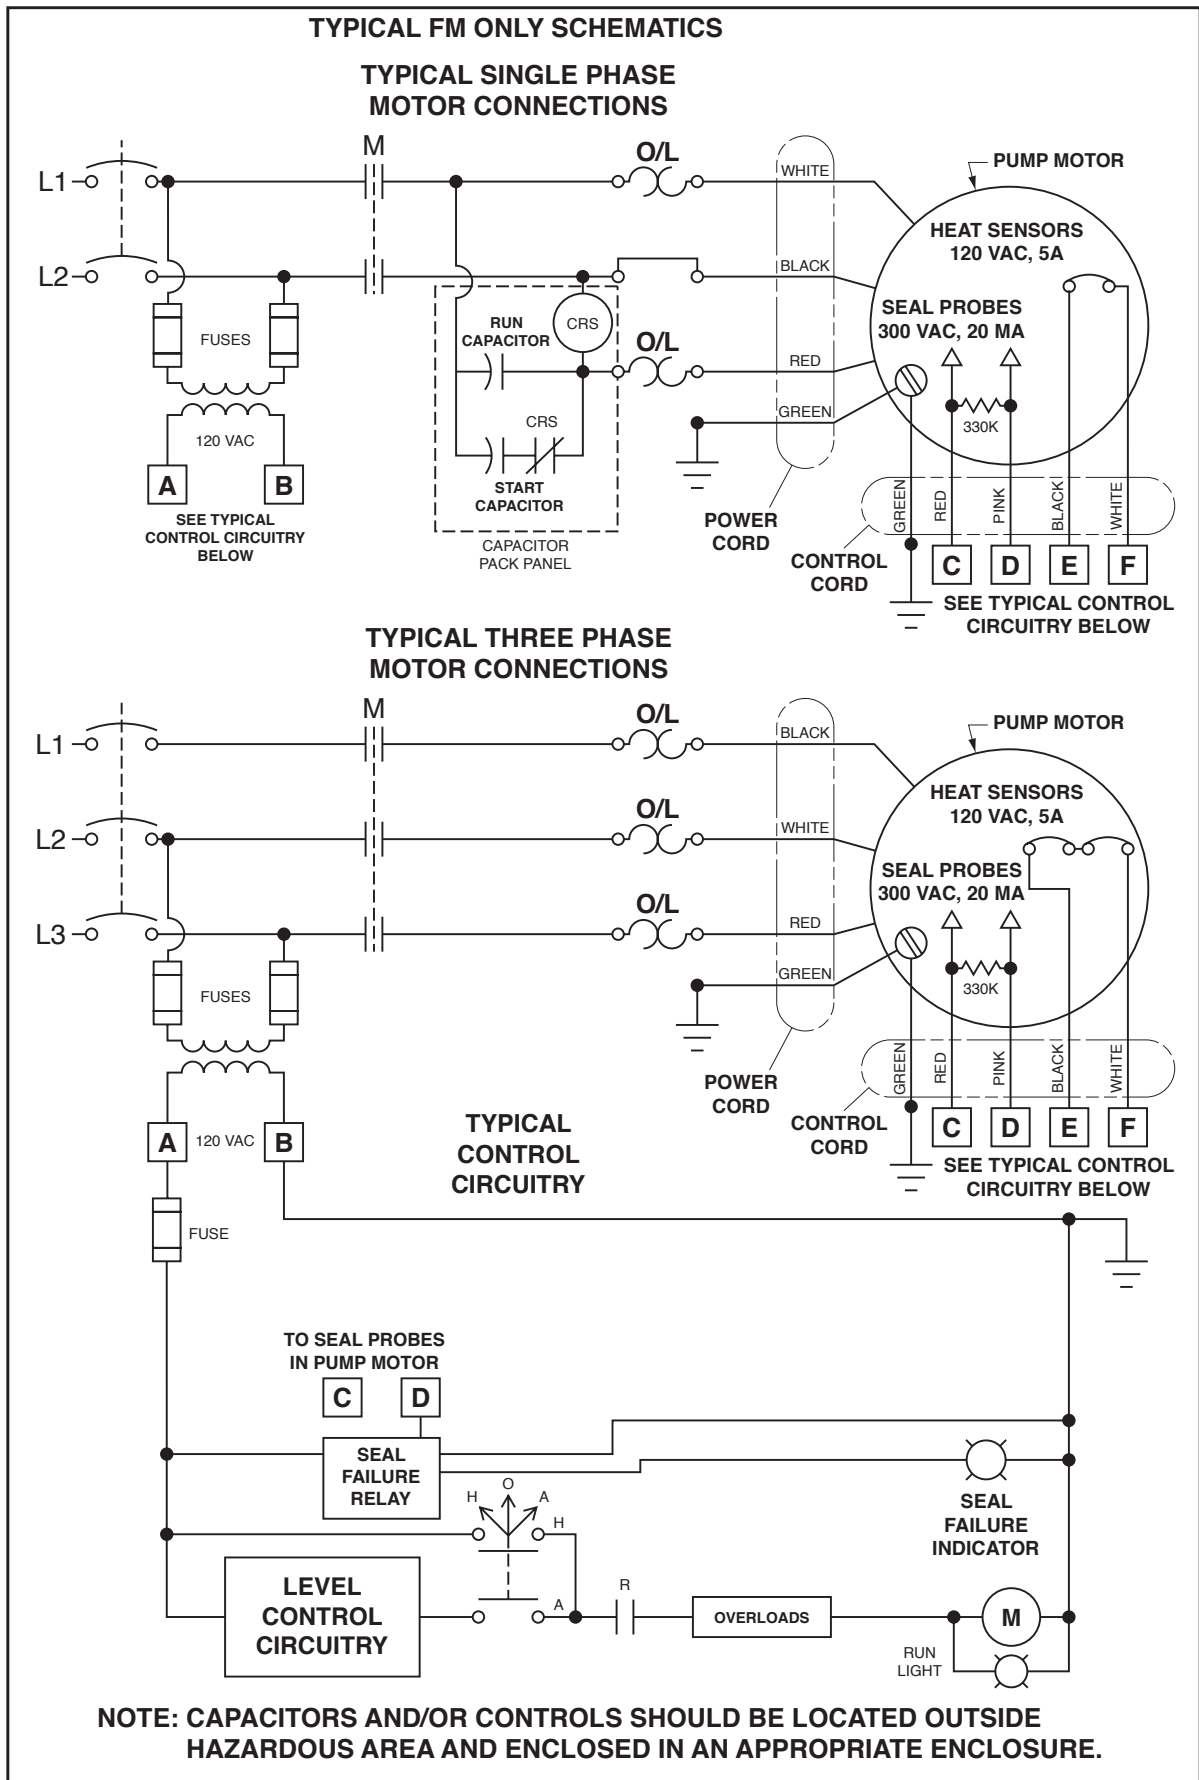 TYPICAL FM ONLY SCHEMATICS
TYPICAL SINGLE PHASE
MOTOR CONNECTIONS
M
O/L
L1
WHITE
PUMP MOTOR
HEAT SENSORS
120 VAC, 5A
L2
BLACK
SEAL PROBES
300 VAC, 20 MA
FUSES
RUN
CAPACITOR
CRS
O/L
RED
GREEN
330K
120 VAC
CRS
START
CAPACITOR
A
B
SEE TYPICAL
CONTROL CIRCUITRY
BELOW
CAPACITOR
PACK PANEL
POWER
CORD
CONTROL
CORD
GREEN
RED
PINK
BLACK
WHITE
C
D
E
F
SEE TYPICAL CONTROL
CIRCUITRY BELOW
TYPICAL THREE PHASE
MOTOR CONNECTIONS
M
O/L
L1
BLACK
PUMP MOTOR
HEAT SENSORS
120 VAC, 5A
O/L
L2
WHITE
SEAL PROBES
300 VAC, 20 MA
O/L
L3
RED
GREEN
330K
FUSES
POWER
CORD
CONTROL
CORD
GREEN
RED
PINK
BLACK
WHITE
C
D
E
F
SEE TYPICAL CONTROL
CIRCUITRY BELOW
A
120 VAC
B
TYPICAL
CONTROL
CIRCUITRY
FUSE
TO SEAL PROBES
IN PUMP MOTOR
C
D
SEAL
FAILURE
RELAY
H
O
A
H
SEAL
FAILURE
INDICATOR
LEVEL
CONTROL
CIRCUITRY
A
R
OVERLOADS
M
RUN
LIGHT
NOTE: CAPACITORS AND/OR CONTROLS SHOULD BE LOCATED OUTSIDE
HAZARDOUS AREA AND ENCLOSED IN AN APPROPRIATE ENCLOSURE.